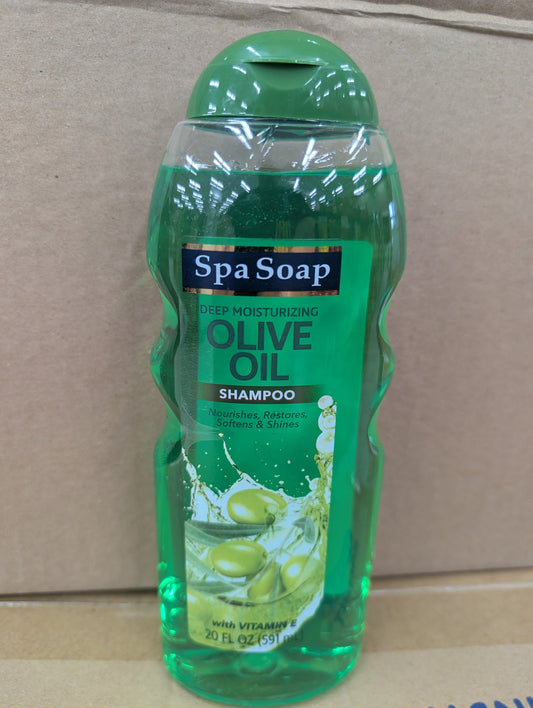 Spa Soap
DEEP MOISTURIZING
OLIVE
OIL
SHAMPOO
Nourishes, Restores,
Softens & Shines
with VITAMIN E
20 FL OZ (591 mL)